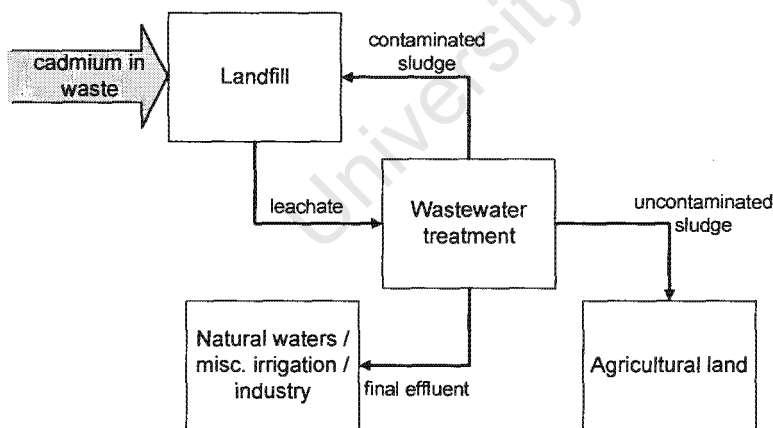 cadmium in
waste
Landfill
contaminated
sludge
University
leachate
Wastewater
treatment
uncontaminated
sludge
Natural waters /
misc. irrigation /
industry
final effluent
Agricultural land